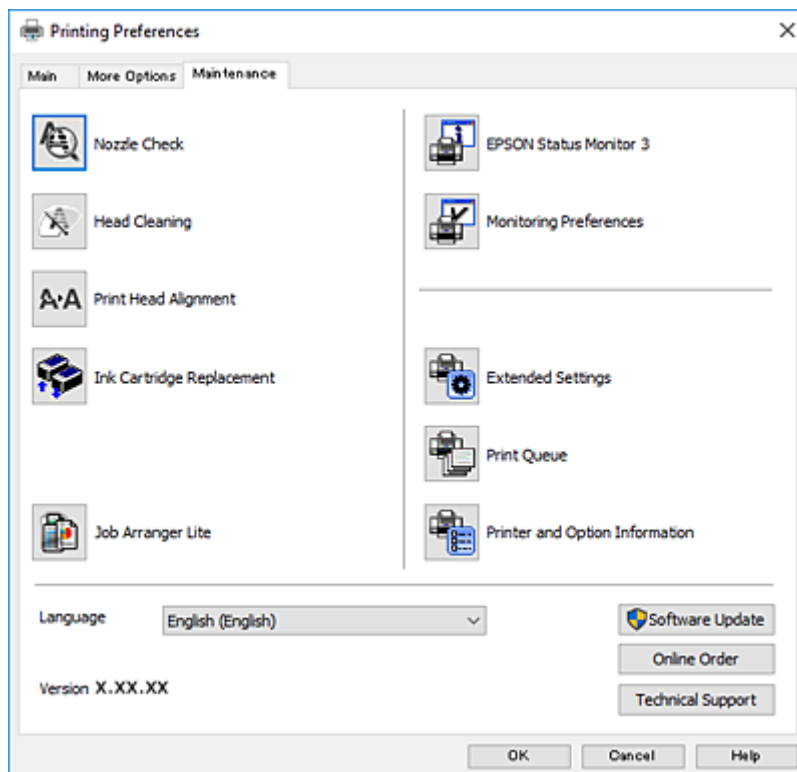 Printing Preferences
Main More Options Maintenance
Nozzle Check
Head Cleaning
A·A Print Head Alignment
Ink Cartridge Replacement
Job Arranger Lite
EPSON Status Monitor 3
Monitoring Preferences
Extended Settings
Print Queue
Printer and Option Information
Language English (English)
Version X.XX.XX
Software Update
Online Order
Technical Support
OK Cancel Help